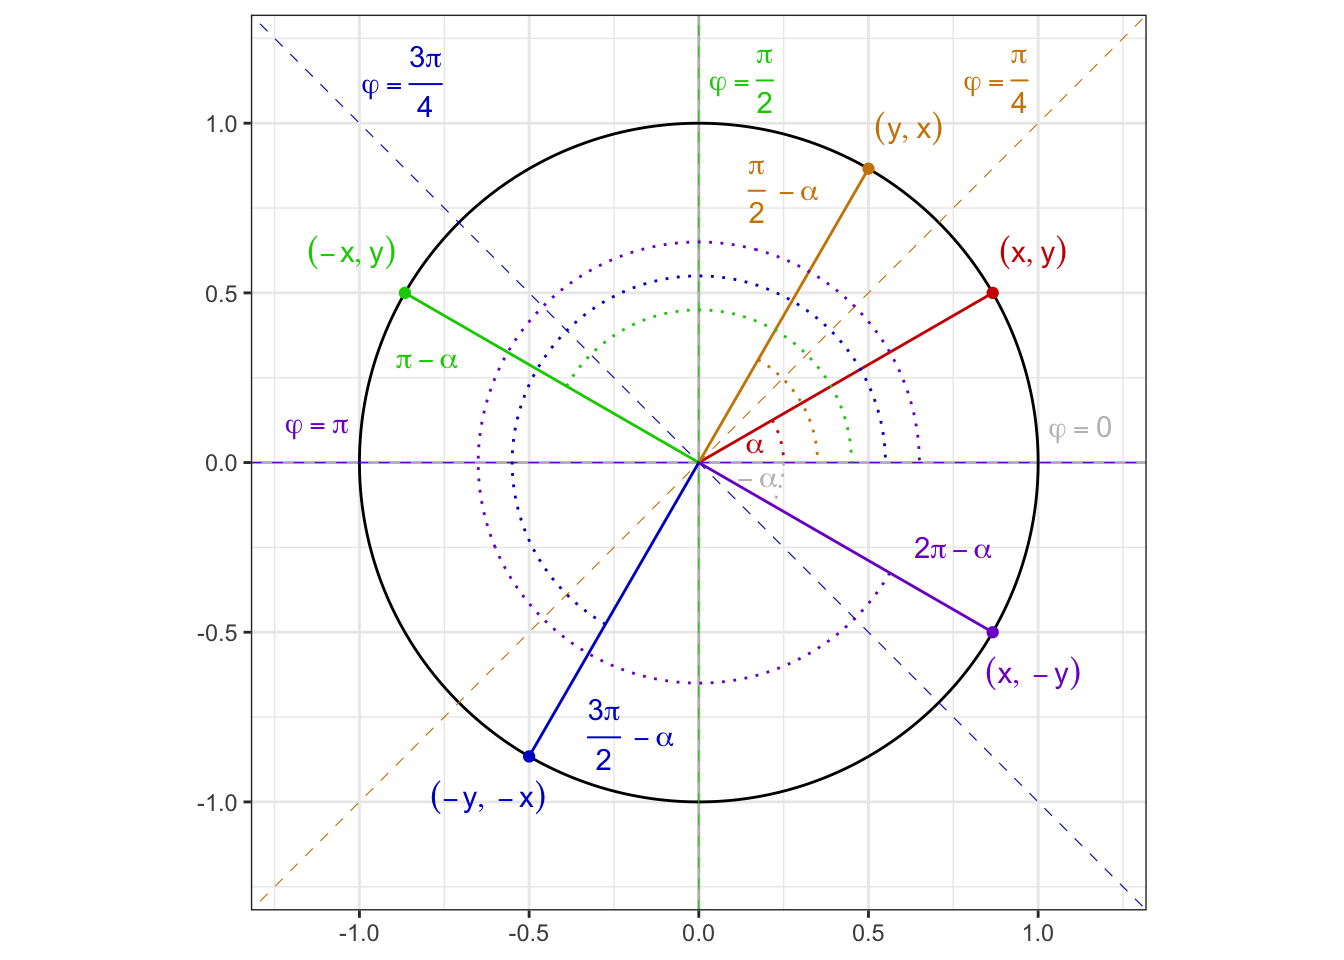 φ = 3π/4
φ = π/2
φ = π/4
(y, x)
π/2 − α
(−x, y)
(x, y)
π − α
φ = π
α
φ = 0
−α
2π − α
(x, −y)
3π/2 − α
(−y, −x)
1.0
0.5
0.0
-0.5
-1.0
-1.0 -0.5 0.0 0.5 1.0